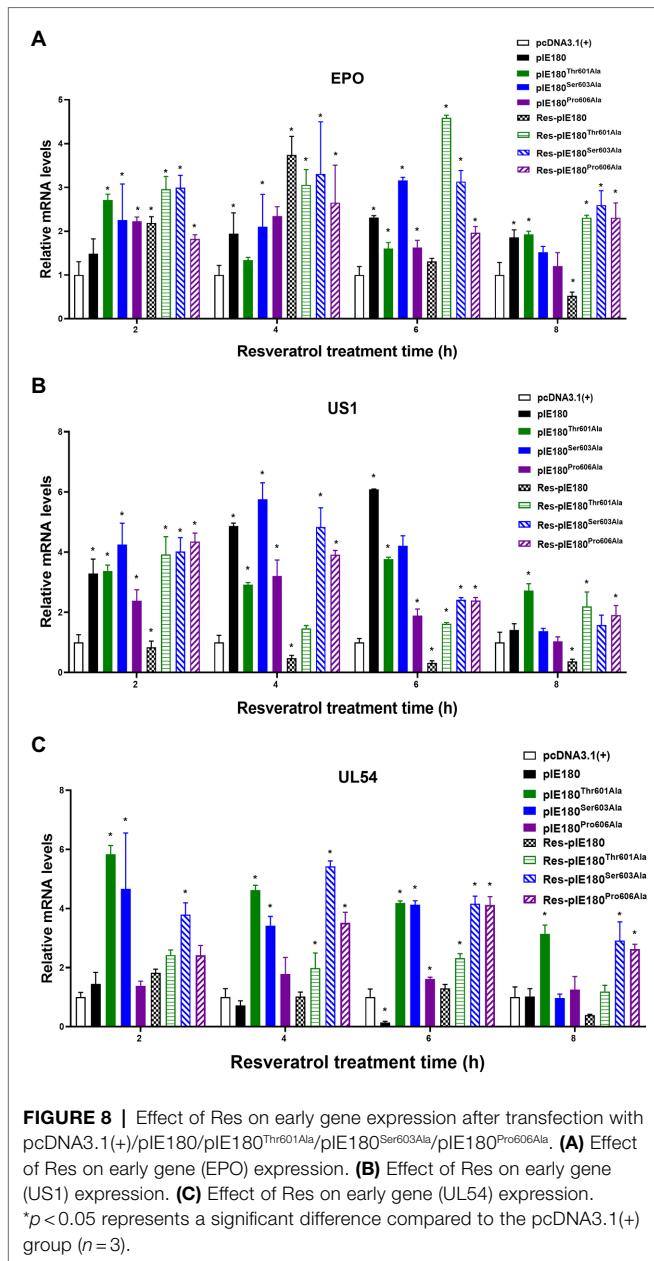 A
EPO
pcDNA3.1(+)
pIE180
pIE180Thr601Ala
pIE180Ser603Ala
pIE180Pro606Ala
Res-pIE180
Res-pIE180Thr601Ala
Res-pIE180Ser603Ala
Res-pIE180Pro606Ala
Relative mRNA levels
5
4
3
2
1
0
* * * * * * * *
* * * * * *
* * * * * * *
* * * * * *
2 4 6 8
Resveratrol treatment time (h)
B
US1
pcDNA3.1(+)
pIE180
pIE180Thr601Ala
pIE180Ser603Ala
pIE180Pro606Ala
Res-pIE180
Res-pIE180Thr601Ala
Res-pIE180Ser603Ala
Res-pIE180Pro606Ala
Relative mRNA levels
8
6
4
2
0
* * * * * * * *
* * * * * * *
* * * * * * *
* * * *
2 4 6 8
Resveratrol treatment time (h)
C
UL54
pcDNA3.1(+)
pIE180
pIE180Thr601Ala
pIE180Ser603Ala
pIE180Pro606Ala
Res-pIE180
Res-pIE180Thr601Ala
Res-pIE180Ser603Ala
Res-pIE180Pro606Ala
Relative mRNA levels
8
6
4
2
0
* * *
* * * * *
* * * * * * *
* * *
2 4 6 8
Resveratrol treatment time (h)
FIGURE 8 | Effect of Res on early gene expression after transfection with
pcDNA3.1(+)/pIE180/pIE180Thr601Ala/pIE180Ser603Ala/pIE180Pro606Ala. (A) Effect
of Res on early gene (EPO) expression. (B) Effect of Res on early gene
(US1) expression. (C) Effect of Res on early gene (UL54) expression.
*p < 0.05 represents a significant difference compared to the pcDNA3.1(+)
group (n = 3).